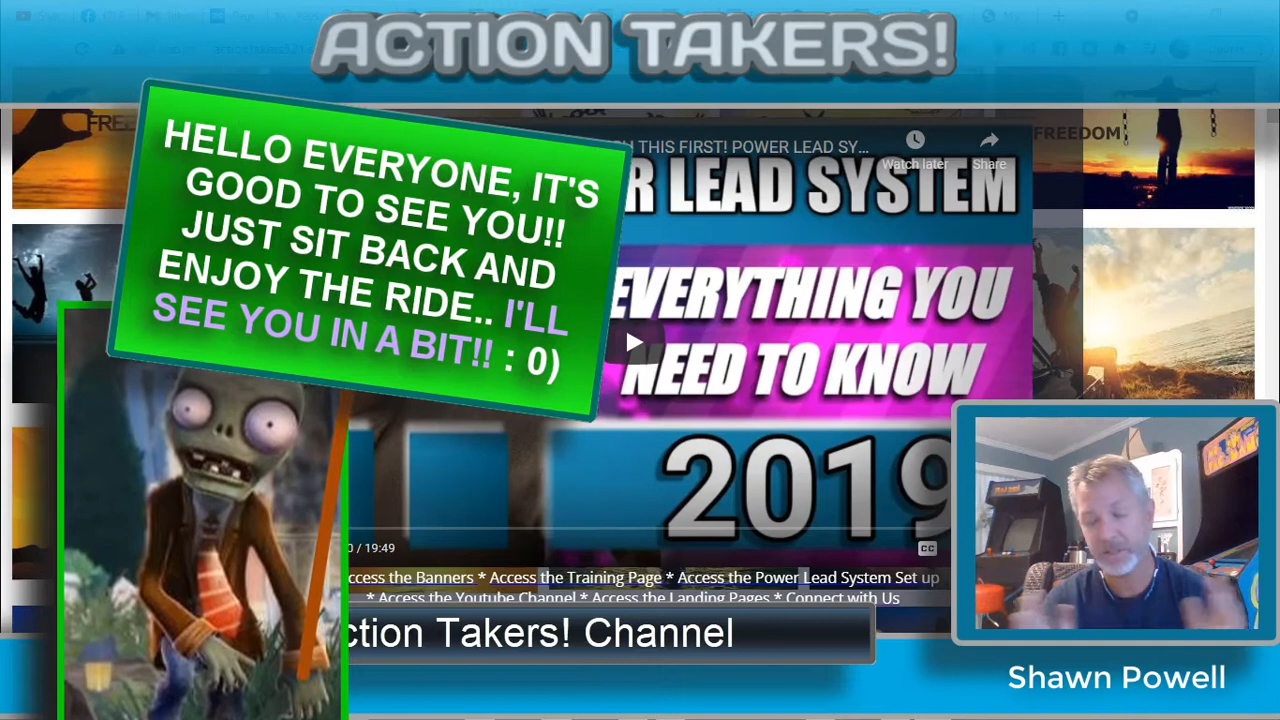 ACTION TAKERS!
HELLO EVERYONE, IT'S
GOOD TO SEE YOU!!
JUST SIT BACK AND
ENJOY THE RIDE.. I'LL
SEE YOU IN A BIT!! : 0)
THIS FIRST! POWER LEAD SY...
Watch later
Share
FREEDOM
R LEAD SYSTEM
EVERYTHING YOU
NEED TO KNOW
2019
/ 19:49
CC
ccess the Banners * Access the Training Page * Access the Power Lead System Set up
* Access the Youtube Channel * Access the Landing Pages * Connect with Us
ction Takers! Channel
Shawn Powell